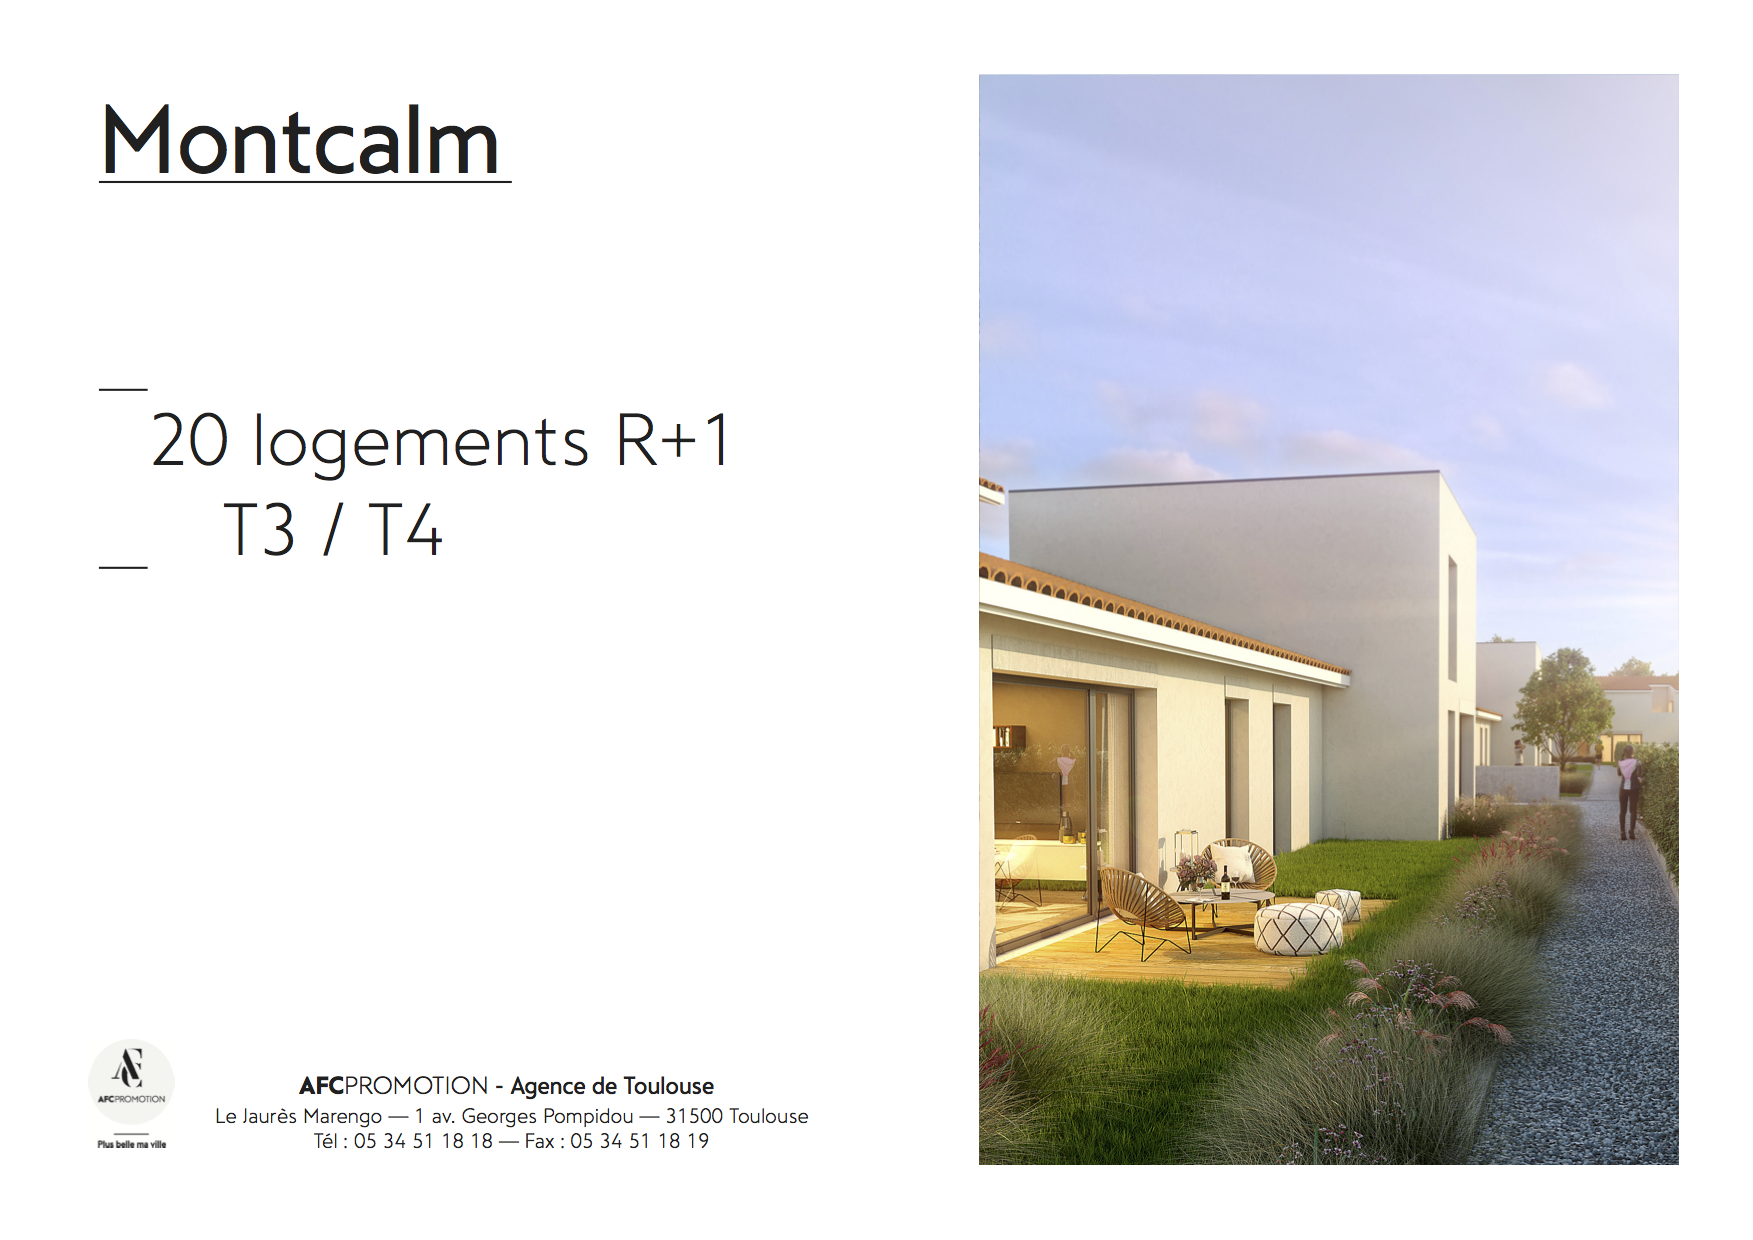 Montcalm
20 logements R+1
T3 / T4
AFCPROMOTION
Plus belle ma ville
AFCPROMOTION - Agence de Toulouse
Le Jaurès Marengo — 1 av. Georges Pompidou — 31500 Toulouse
Tél : 05 34 51 18 18 — Fax : 05 34 51 18 19